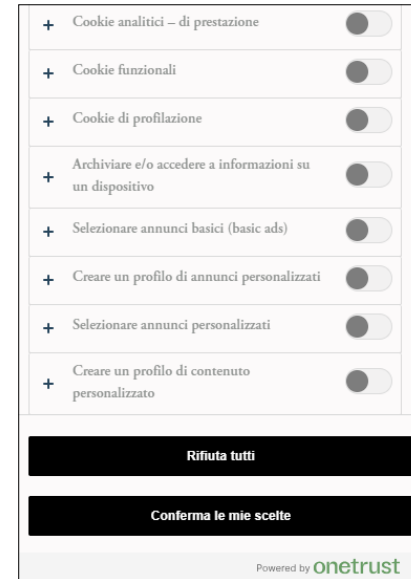 Cookie analitici – di prestazione
Cookie funzionali
Cookie di profilazione
Archiviare e/o accedere a informazioni su
un dispositivo
Selezionare annunci basici (basic ads)
Creare un profilo di annunci personalizzati
Selezionare annunci personalizzati
Creare un profilo di contenuto
personalizzato
Rifiuta tutti
Conferma le mie scelte
Powered by onetrust